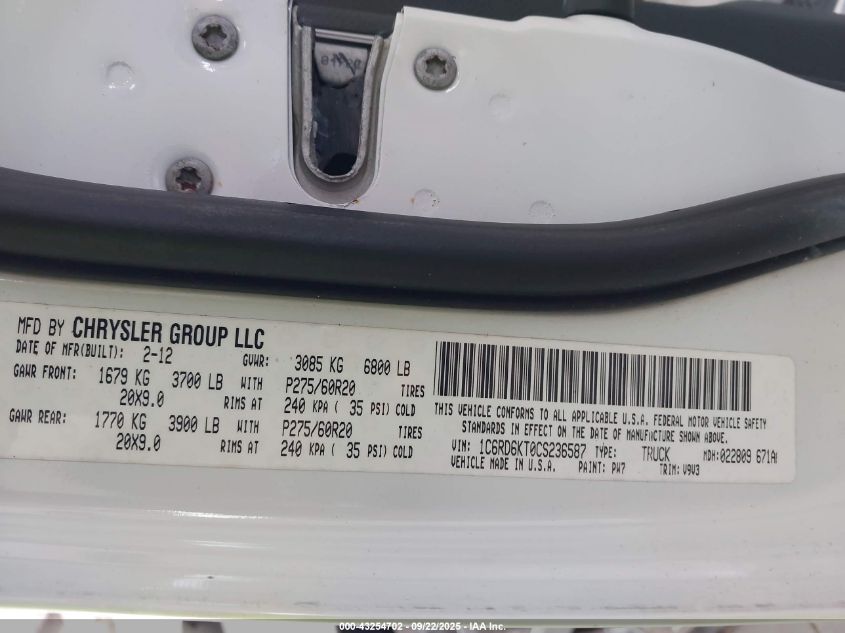 MFD BY CHRYSLER GROUP LLC
DATE OF MFR(BUILT): 2-12 GVWR: 3085 KG 6800 LB
GAWR FRONT: 1679 KG 3700 LB WITH P275/60R20 TIRES
20X9.0 RIMS AT 240 KPA ( 35 PSI) COLD
GAWR REAR: 1770 KG 3900 LB WITH P275/60R20 TIRES
20X9.0 RIMS AT 240 KPA ( 35 PSI) COLD
THIS VEHICLE CONFORMS TO ALL APPLICABLE U.S.A. FEDERAL MOTOR VEHICLE SAFETY
STANDARDS IN EFFECT ON THE DATE OF MANUFACTURE SHOWN ABOVE.
VIN: 1C6RD6KT0CS236587 TYPE: TRUCK MDH:022809 671A
VEHICLE MADE IN U.S.A. PAINT: PW7 TRIM: V9V3
000-43254702 - 09/22/2025 - IAA Inc.